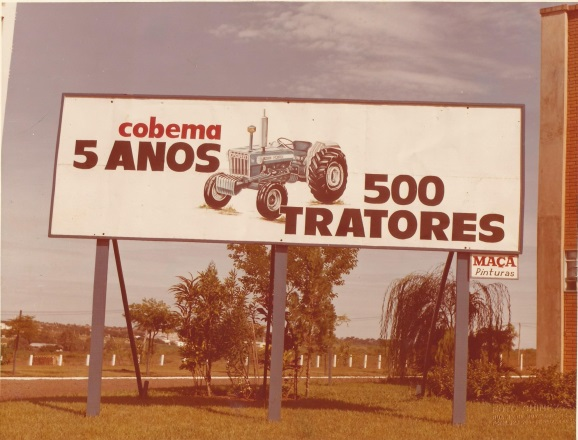 cobema
5 ANOS
500
TRATORES
MAÇA
Pinturas